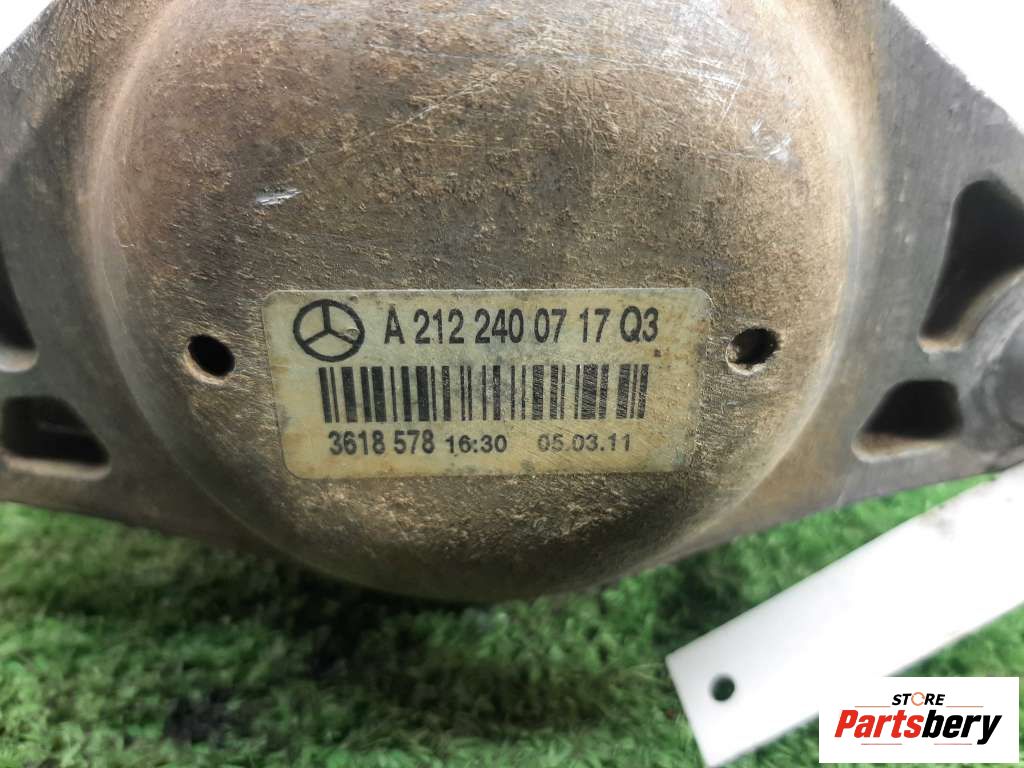 A 212 240 07 17 Q3
3618 578 16:30 05.03.11
STORE
Partsbery